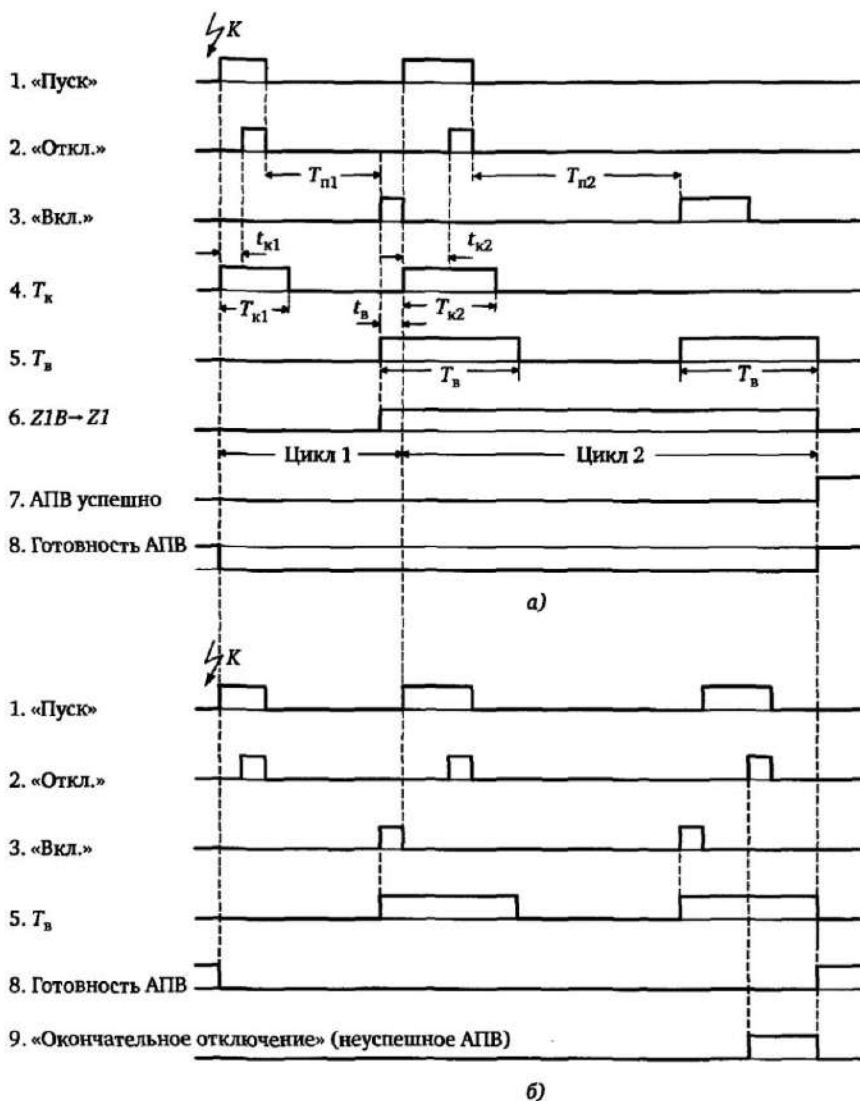 K
1. «Пуск»
2. «Откл.»
Tп1
Tп2
3. «Вкл.»
tк1
tк2
4. Tк
Tк1
tв
Tк2
5. Tв
Tв
Tв
6. Z1B→Z1
Цикл 1
Цикл 2
7. АПВ успешно
8. Готовность АПВ
а)
K
1. «Пуск»
2. «Откл.»
3. «Вкл.»
5. Tв
8. Готовность АПВ
9. «Окончательное отключение» (неуспешное АПВ)
б)